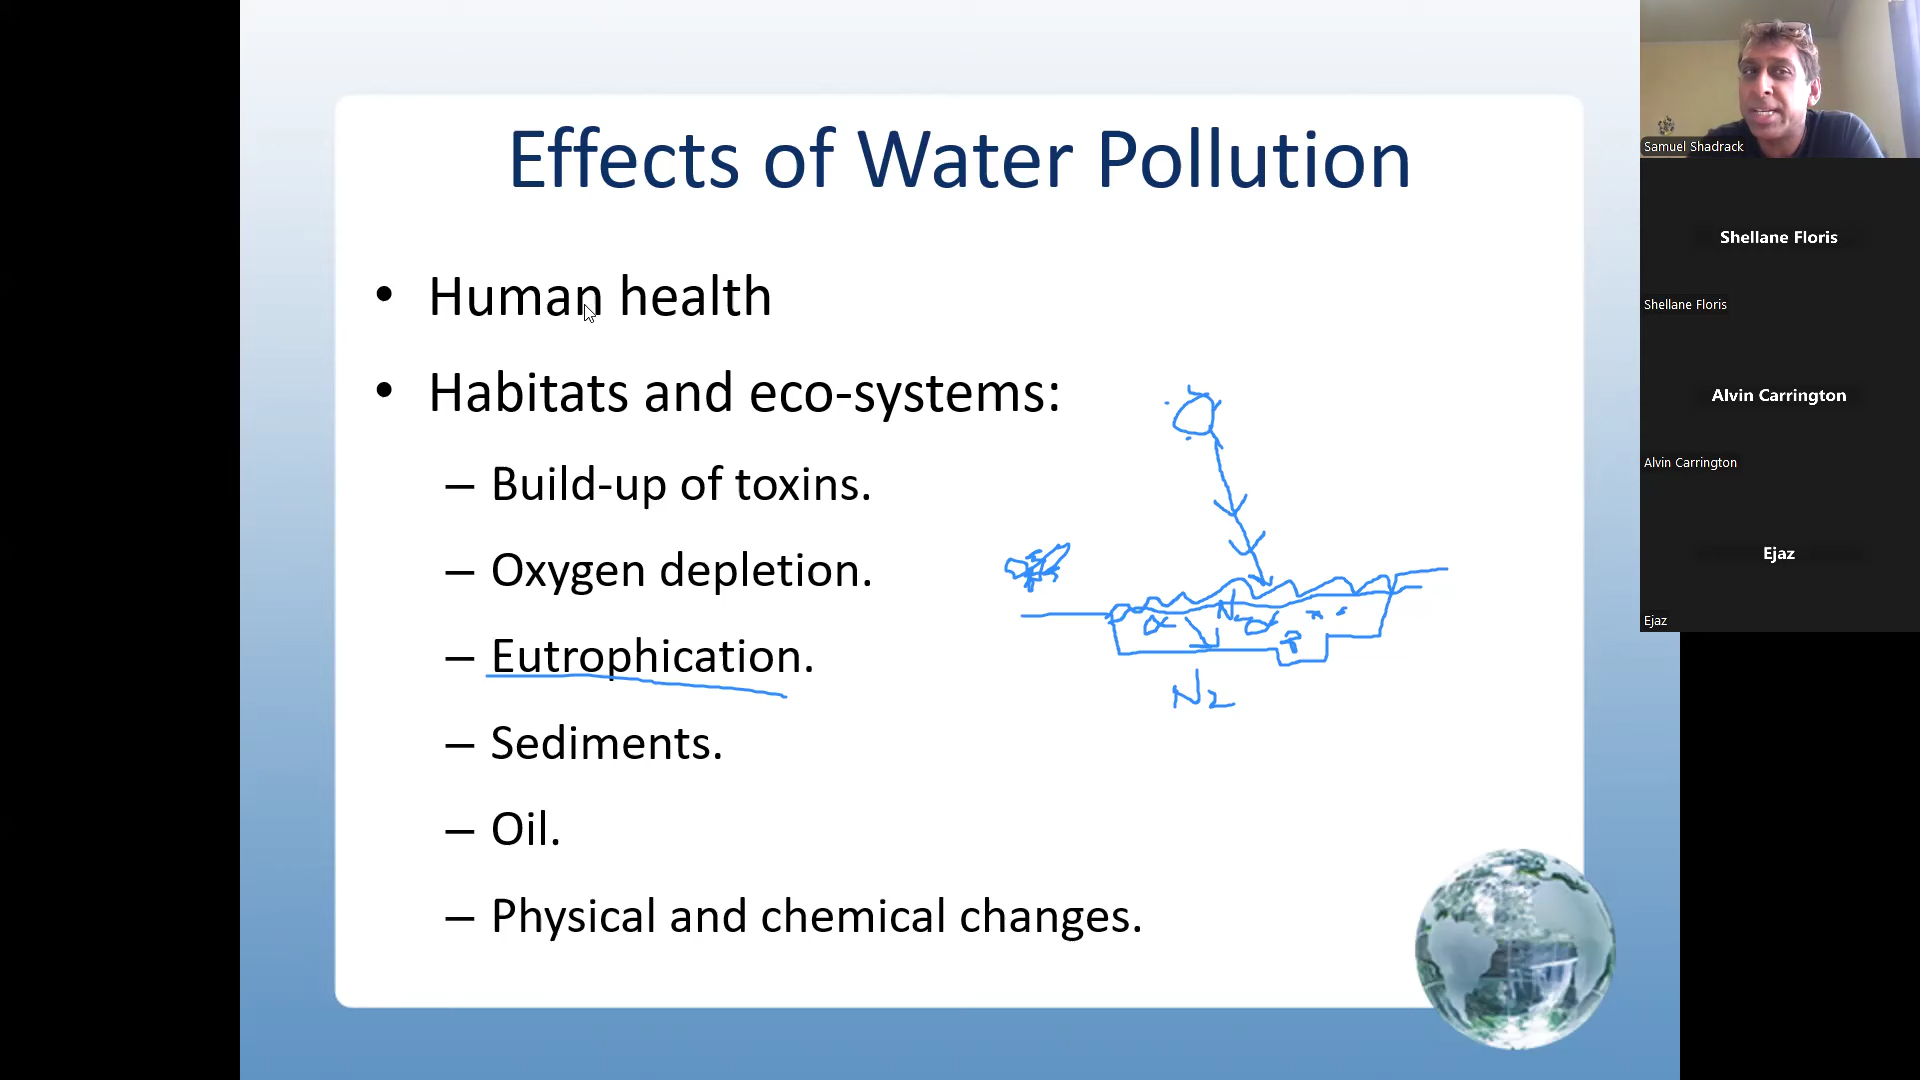 Effects of Water Pollution
• Human health
• Habitats and eco-systems:
– Build-up of toxins.
– Oxygen depletion.
– Eutrophication.
– Sediments.
– Oil.
– Physical and chemical changes.
N2
Samuel Shadrack
Shellane Floris
Shellane Floris
Alvin Carrington
Alvin Carrington
Ejaz
Ejaz